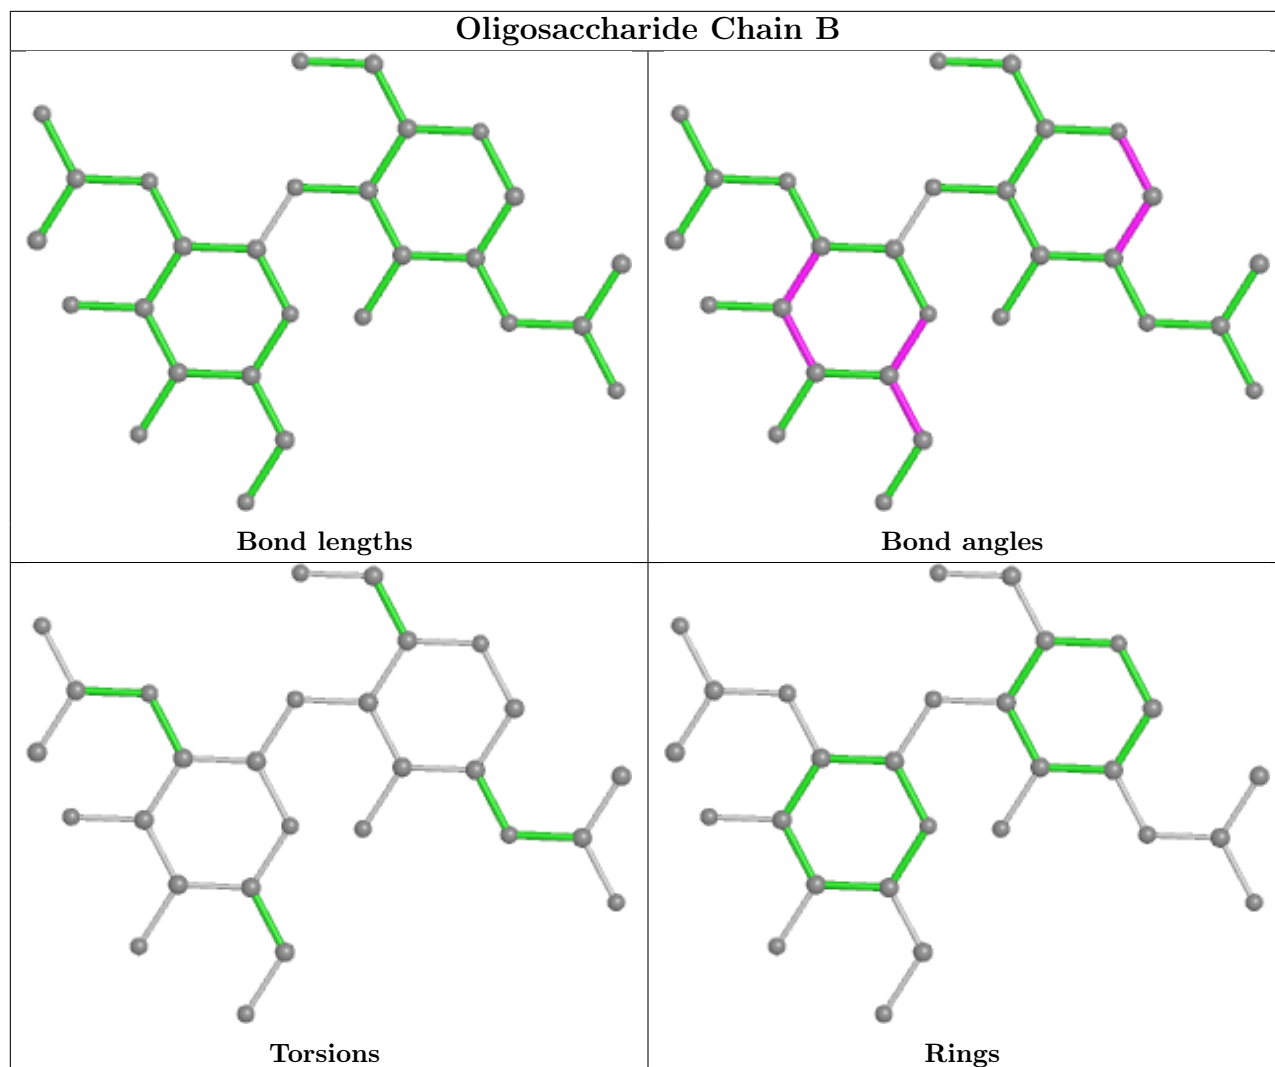 Oligosaccharide Chain B
Bond lengths
Bond angles
Torsions
Rings